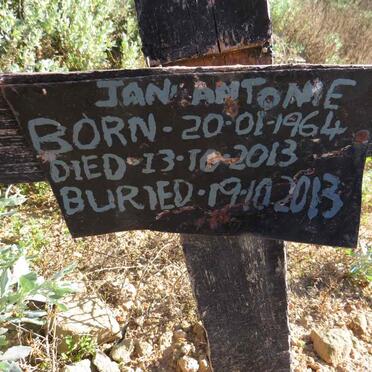 JAN ANTONIE
BORN · 20 · 01 - 1964
DIED · 13 · 10 · 2013
BURIED · 19 · 10 2013